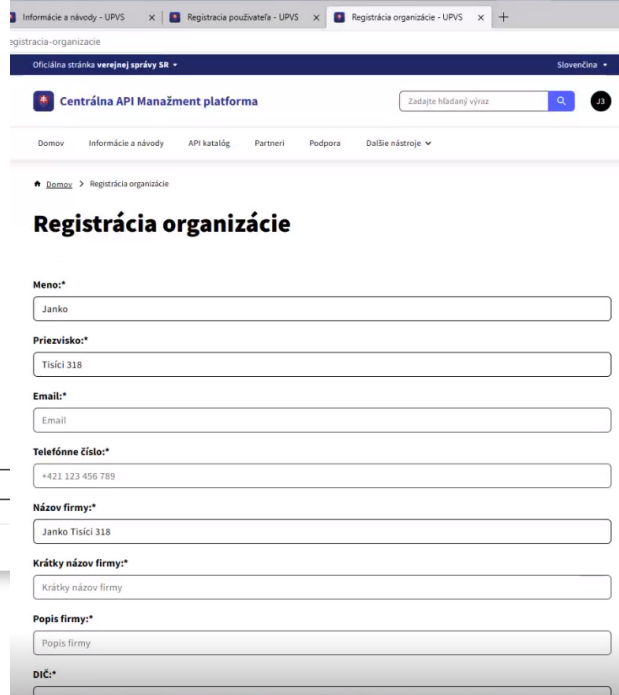 Informácie a návody - UPVS
Registracia používateľa - UPVS
Registrácia organizácie - UPVS
egistracia-organizacie
Oficiálna stránka verejnej správy SR
Slovenčina
Centrálna API Manažment platforma
Zadajte hľadaný výraz
J3
Domov Informácie a návody API katalóg Partneri Podpora Dalšie nástroje
Domov > Registrácia organizácie
Registrácia organizácie
Meno:*
Janko
Priezvisko:*
Tisíci 318
Email:*
Email
Telefónne číslo:*
+421 123 456 789
Názov firmy:*
Janko Tisíci 318
Krátky názov firmy:*
Krátky názov firmy
Popis firmy:*
Popis firmy
DIČ:*